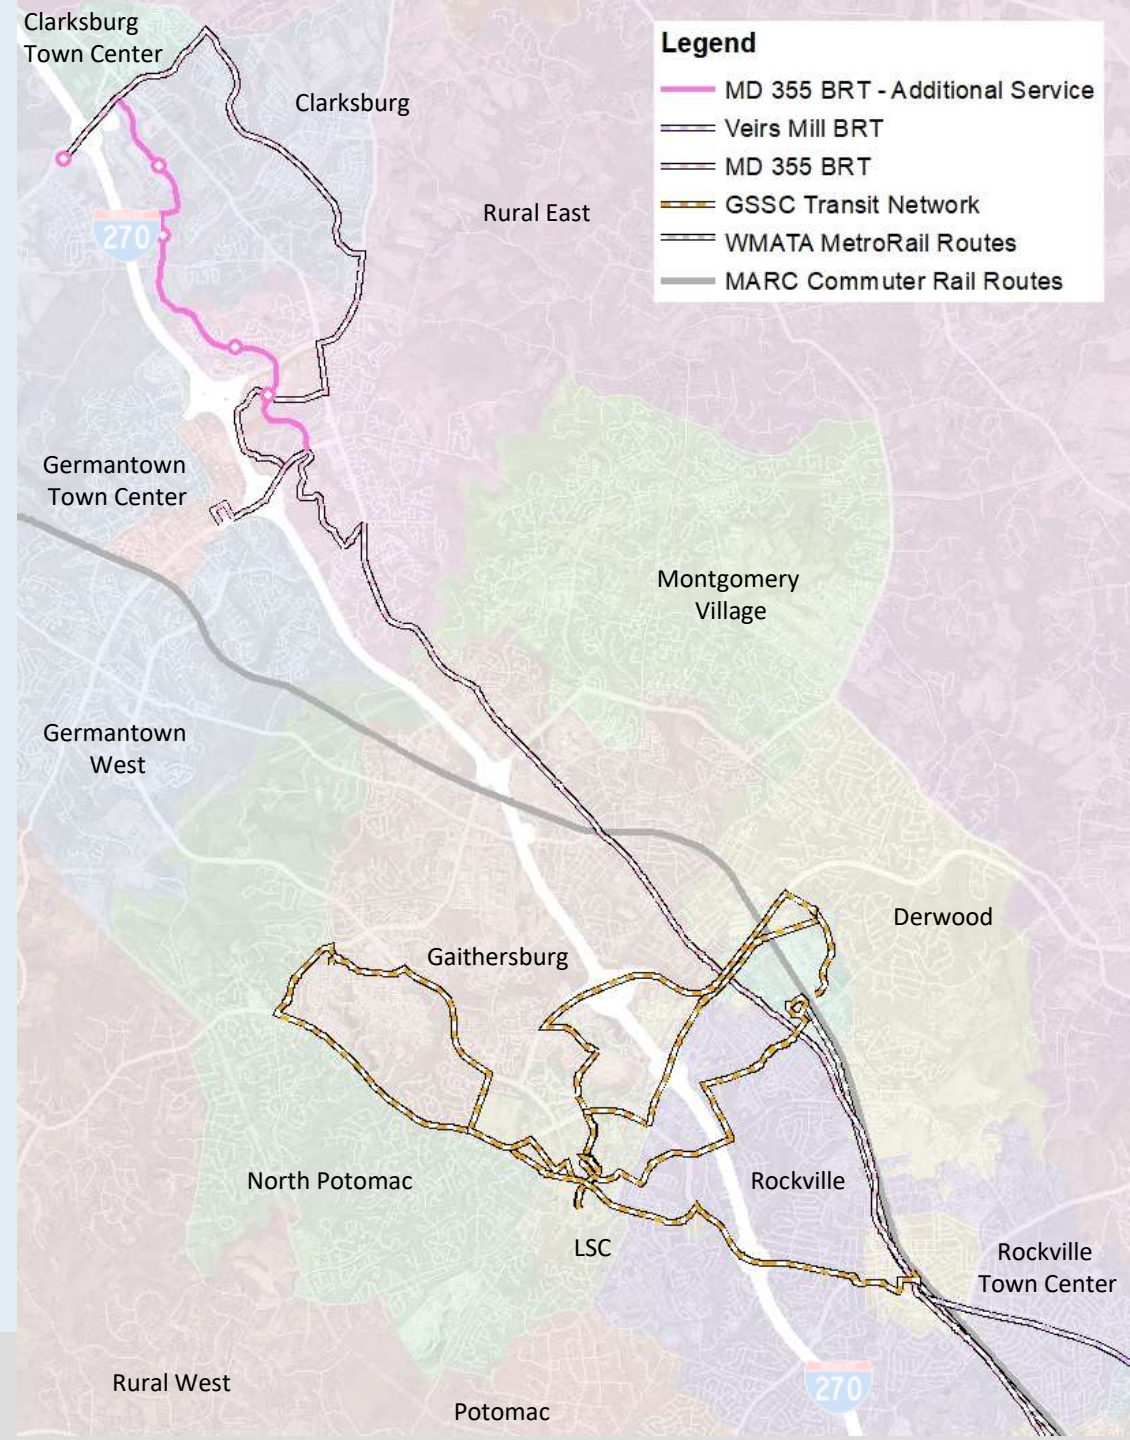 Clarksburg
Town Center
Clarksburg
Legend
MD 355 BRT - Additional Service
Veirs Mill BRT
MD 355 BRT
GSSC Transit Network
WMATA MetroRail Routes
MARC Commuter Rail Routes
Rural East
270
Germantown
Town Center
Montgomery
Village
Germantown
West
Derwood
Gaithersburg
North Potomac
Rockville
LSC
Rockville
Town Center
Rural West
270
Potomac